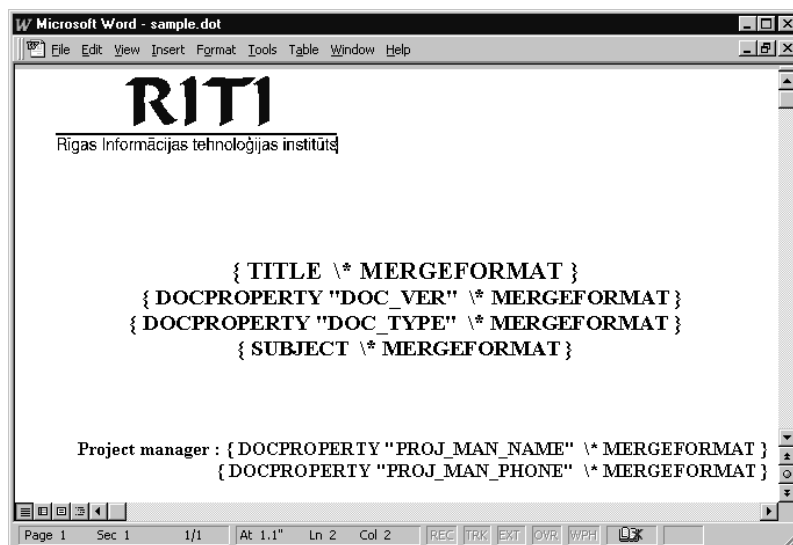 Microsoft Word - sample.dot
File Edit View Insert Format Tools Table Window Help
RITI
Rīgas Informācijas tehnoloģijas institūts
{ TITLE \* MERGEFORMAT }
{ DOCPROPERTY "DOC_VER" \* MERGEFORMAT }
{ DOCPROPERTY "DOC_TYPE" \* MERGEFORMAT }
{ SUBJECT \* MERGEFORMAT }
Project manager : { DOCPROPERTY "PROJ_MAN_NAME" \* MERGEFORMAT }
{ DOCPROPERTY "PROJ_MAN_PHONE" \* MERGEFORMAT }
Page 1 Sec 1 1/1 At 1.1" Ln 2 Col 2 REC TRK EXT OVR WPH